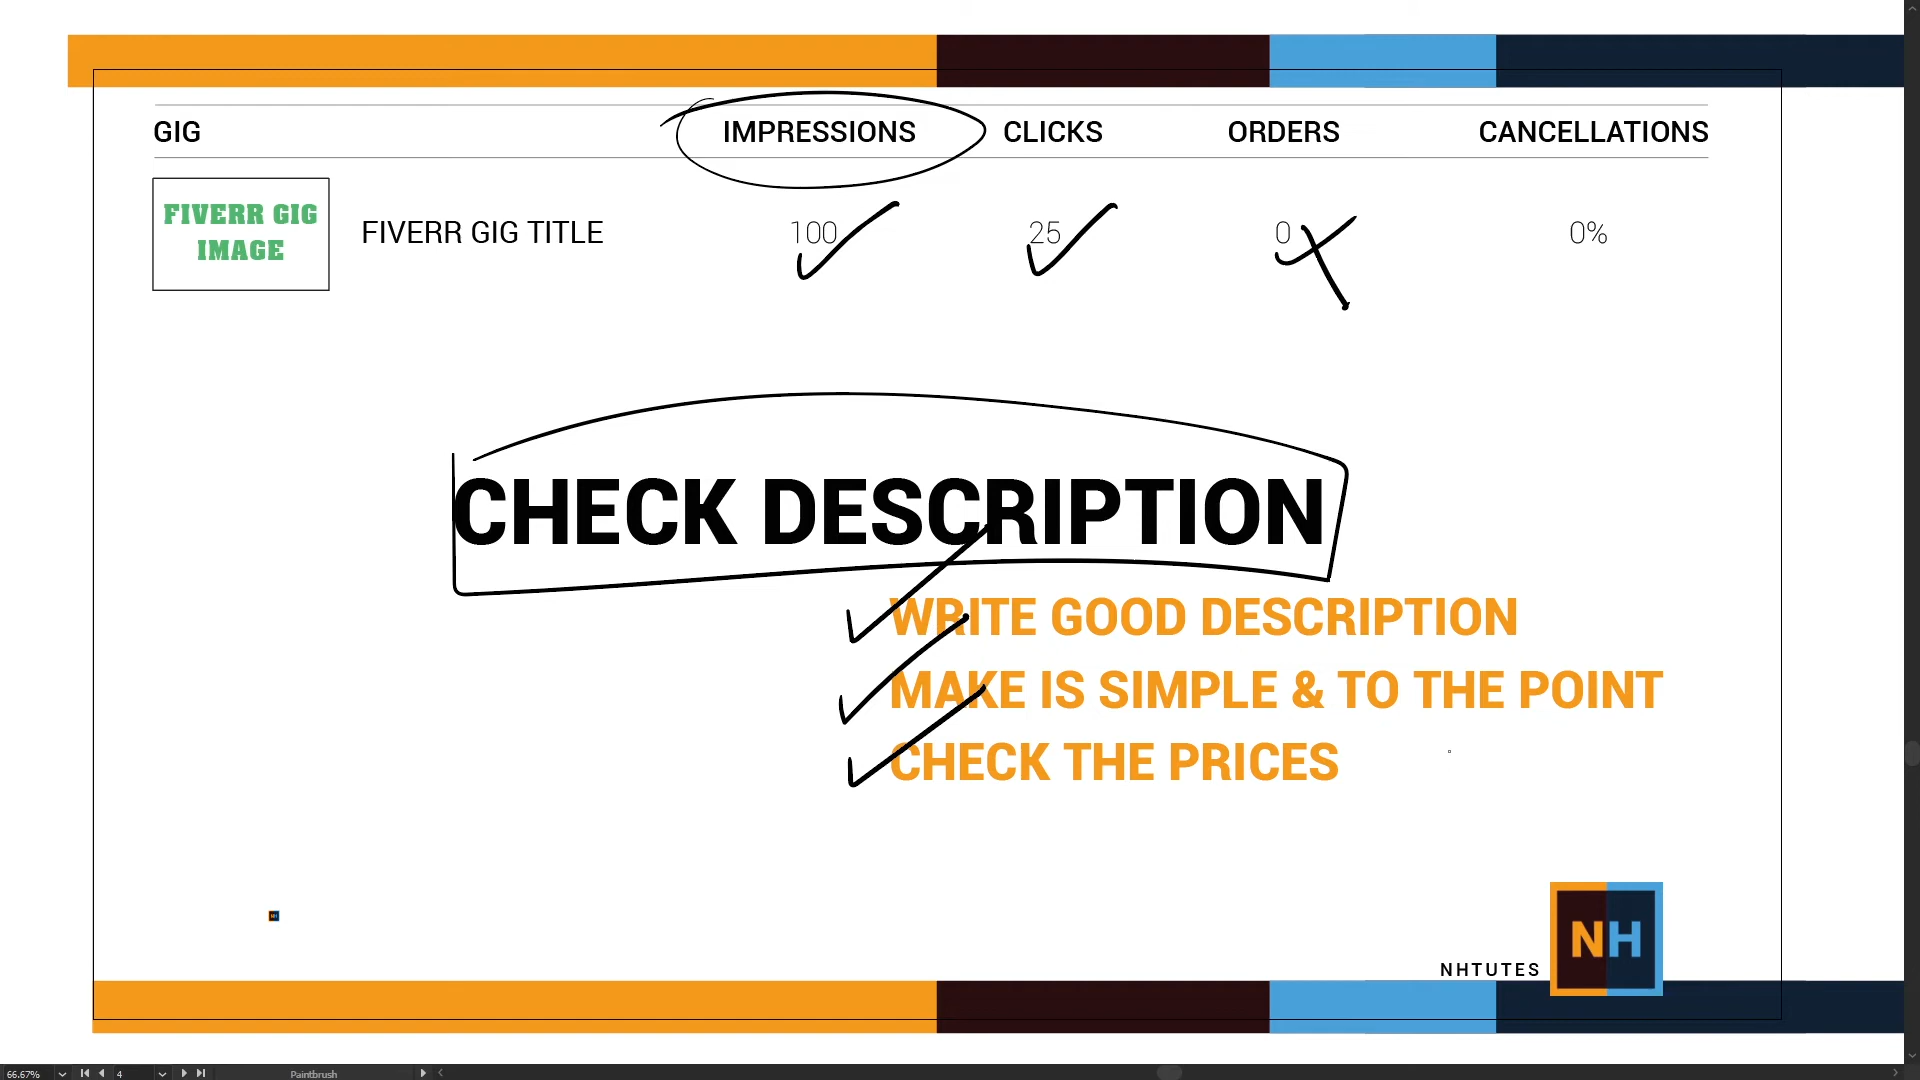 GIG IMPRESSIONS CLICKS ORDERS CANCELLATIONS
FIVERR GIG
IMAGE
FIVERR GIG TITLE 100 25 0 0%
CHECK DESCRIPTION
WRITE GOOD DESCRIPTION
MAKE IS SIMPLE & TO THE POINT
CHECK THE PRICES
NH
NHTUTES
66.67% 4 Paintbrush